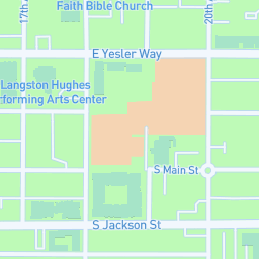 Faith Bible Church
17th
20th
E Yesler Way
Langston Hughes
rforming Arts Center
S Main St
S Jackson St